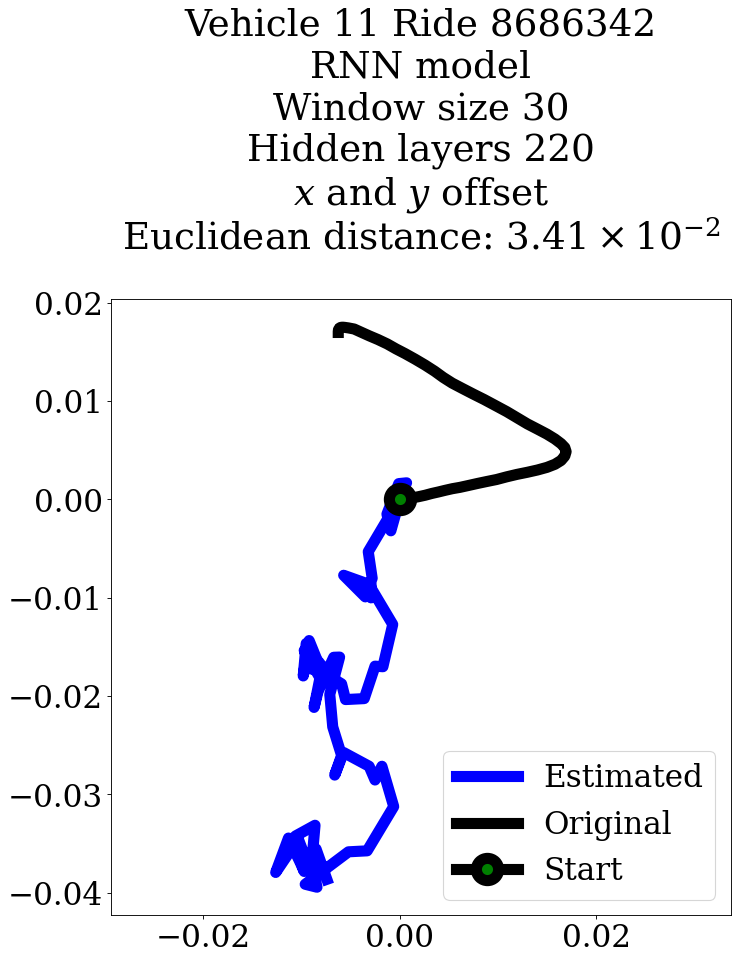 Vehicle 11 Ride 8686342
RNN model
Window size 30
Hidden layers 220
x and y offset
Euclidean distance: 3.41 × 10⁻²
0.02
0.01
0.00
−0.01
−0.02
−0.03
−0.04
Estimated
Original
Start
−0.02
0.00
0.02